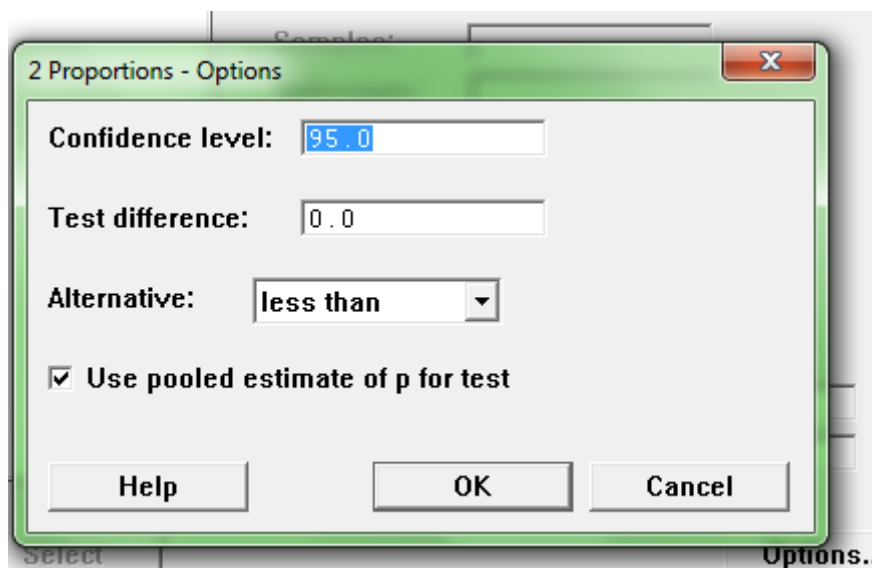 2 Proportions - Options
Confidence level: 95.0
Test difference: 0.0
Alternative: less than
Use pooled estimate of p for test
Help OK Cancel
Select Options..